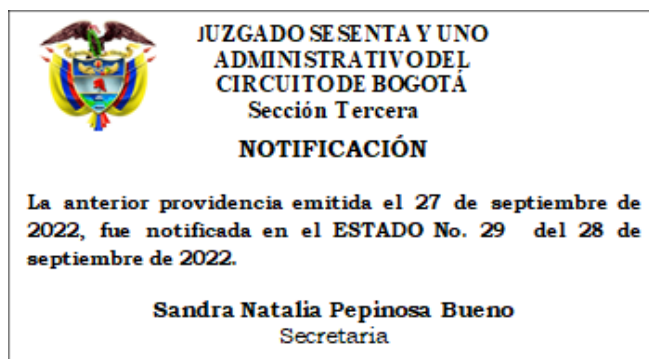 JUZGADO SESENTA Y UNO
ADMINISTRATIVO DEL
CIRCUITO DE BOGOTÁ
Sección Tercera
NOTIFICACIÓN
La anterior providencia emitida el 27 de septiembre de
2022, fue notificada en el ESTADO No. 29 del 28 de
septiembre de 2022.
Sandra Natalia Pepinosa Bueno
Secretaria